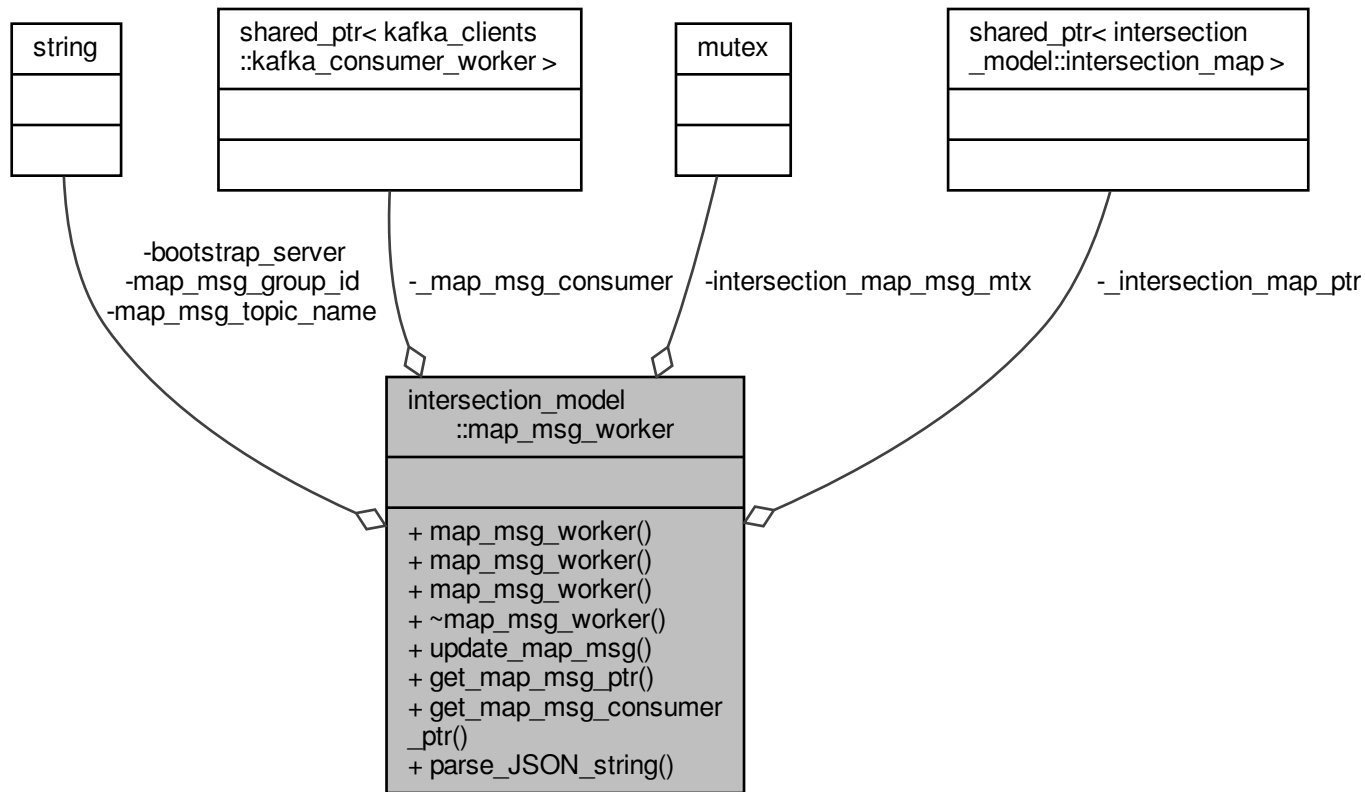 string
shared_ptr< kafka_clients
::kafka_consumer_worker >
mutex
shared_ptr< intersection
_model::intersection_map >
-bootstrap_server
-map_msg_group_id
-map_msg_topic_name
-_map_msg_consumer
-intersection_map_msg_mtx
-_intersection_map_ptr
intersection_model
::map_msg_worker
+ map_msg_worker()
+ map_msg_worker()
+ map_msg_worker()
+ ~map_msg_worker()
+ update_map_msg()
+ get_map_msg_ptr()
+ get_map_msg_consumer
_ptr()
+ parse_JSON_string()